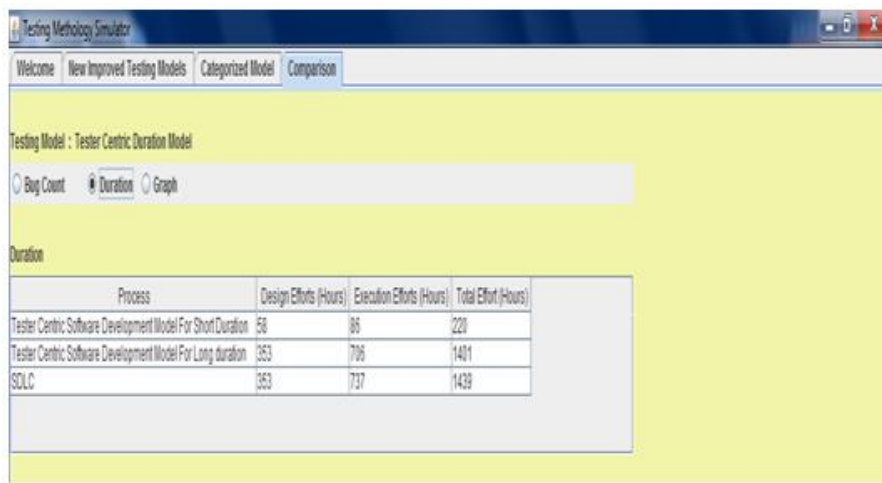 Testing Methology Simulator
Welcome New Improved Testing Models Categorized Model Comparison
Testing Model : Tester Centric Duration Model
Bug Count Duration Graph
Duration
Process Design Efforts (Hours) Execution Efforts (Hours) Total Effort (Hours)
Tester Centric Software Development Model For Short Duration 58 86 220
Tester Centric Software Development Model For Long duration 353 706 1401
SDLC 353 737 1439